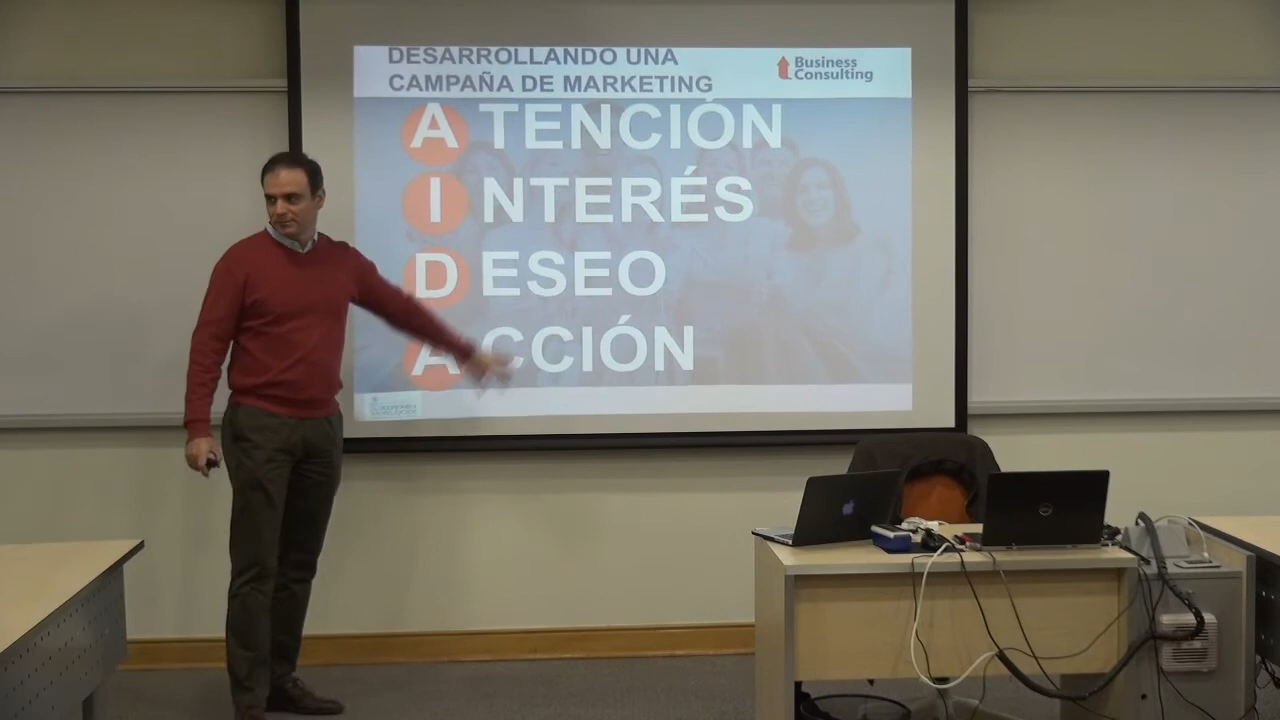 DESARROLLANDO UNA
CAMPAÑA DE MARKETING
Business
Consulting
ATENCIÓN
INTERÉS
DESEO
ACCIÓN